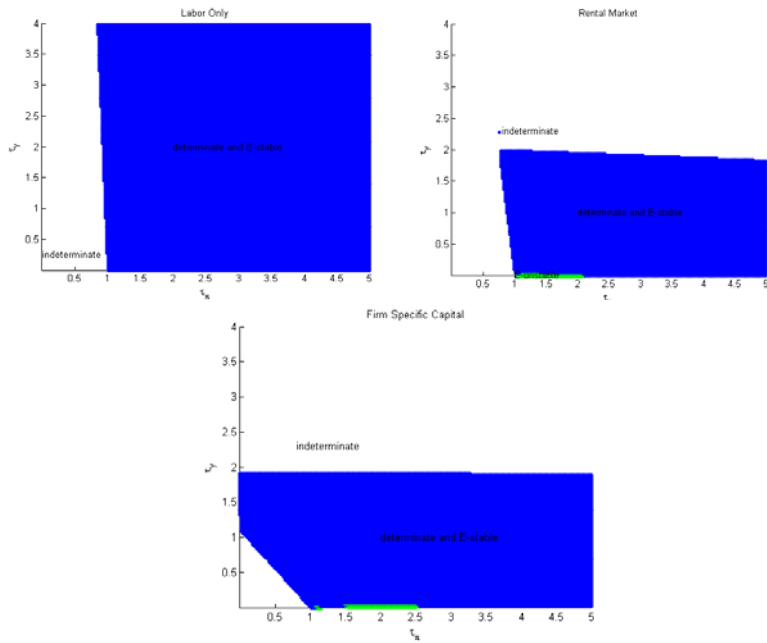 Labor Only
4
3.5
3
2.5
2
1.5
1
0.5
τy
determinate and E-stable
indeterminate
0.5 1 1.5 2 2.5 3 3.5 4 4.5 5
τπ
Rental Market
4
3.5
3
2.5
2
1.5
1
0.5
τy
indeterminate
determinate and E-stable
0.5 1 1.5 2 2.5 3 3.5 4 4.5 5
τ
Firm Specific Capital
4
3.5
3
2.5
2
1.5
1
0.5
τy
indeterminate
determinate and E-stable
0.5 1 1.5 2 2.5 3 3.5 4 4.5 5
τπ